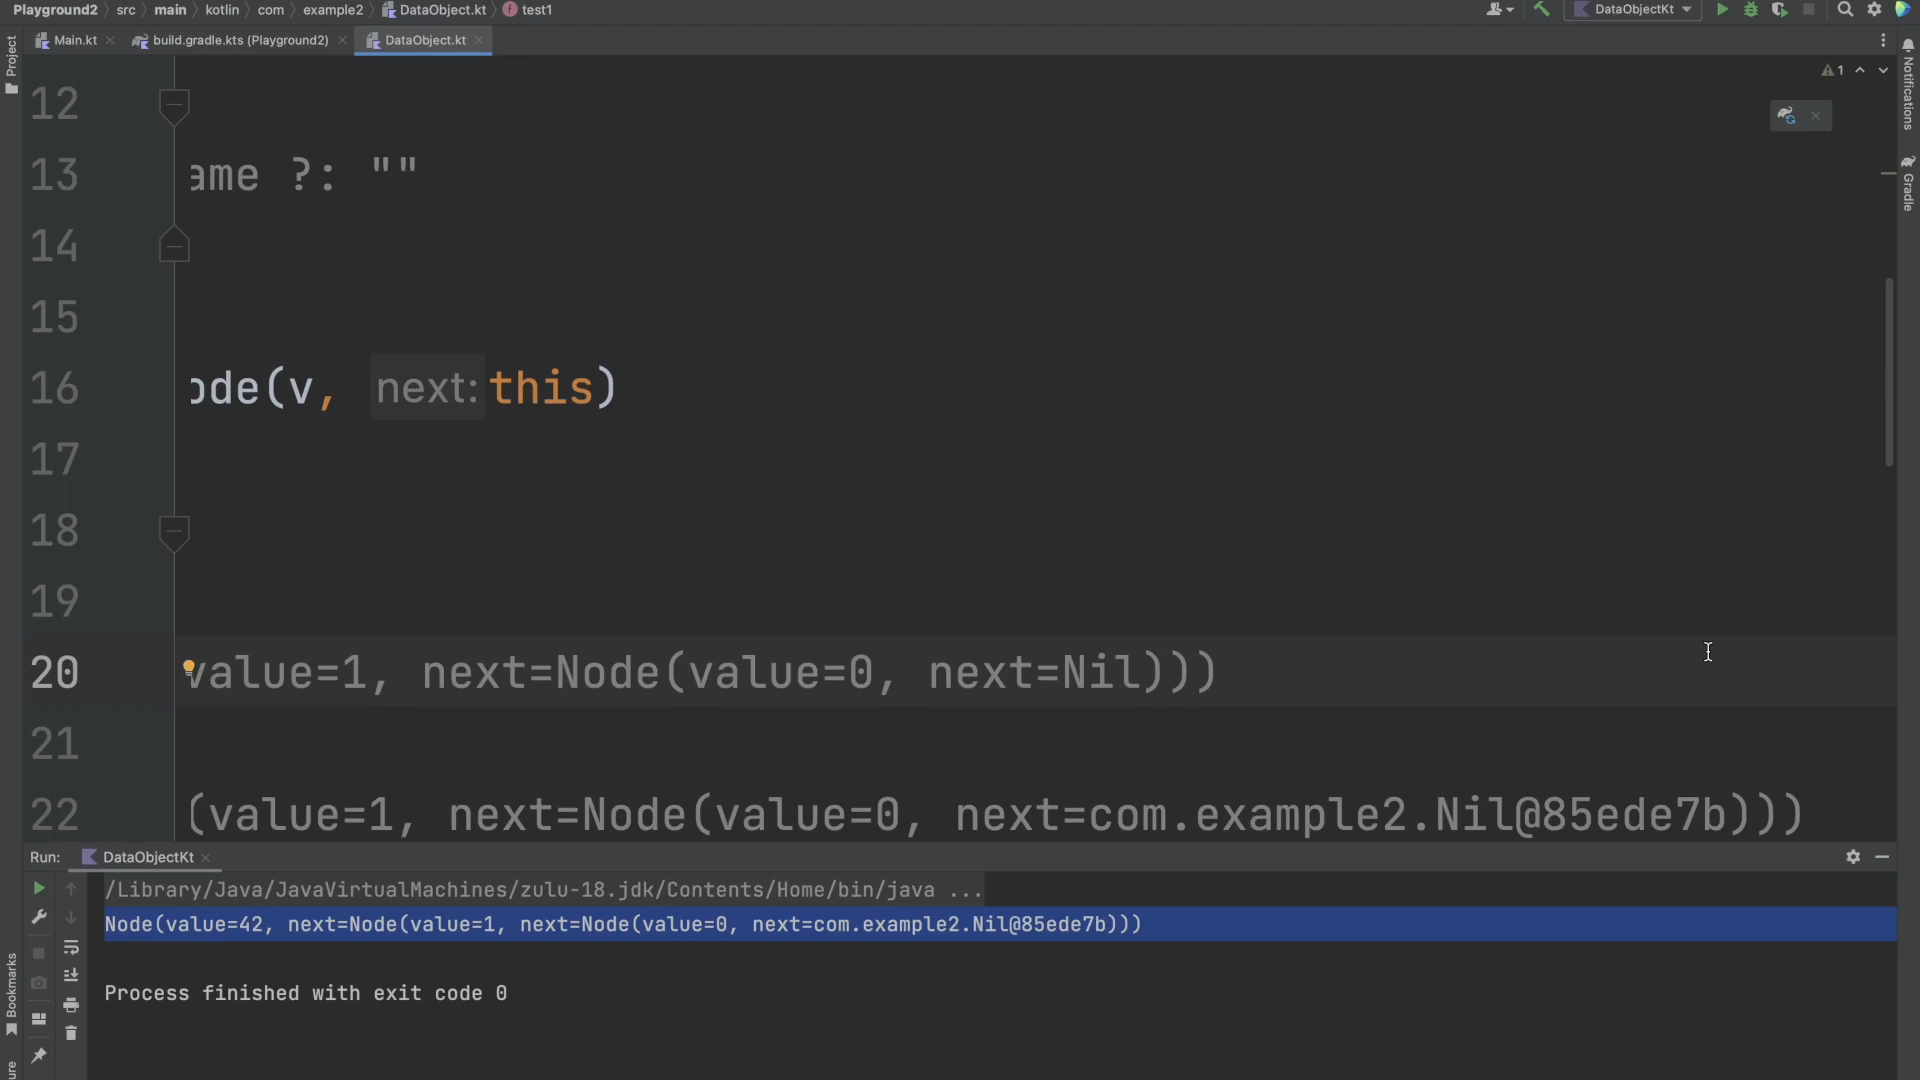 Playground2 src main kotlin com example2 DataObject.kt test1 DataObjectKt
Main.kt build.gradle.kts (Playground2) DataObject.kt
Project
Notifications
Gradle
1
12
13 ame ?: ""
14
15
16 ode(v, next: this)
17
18
19
20 value=1, next=Node(value=0, next=Nil)))
21
22 (value=1, next=Node(value=0, next=com.example2.Nil@85ede7b)))
Run: DataObjectKt
/Library/Java/JavaVirtualMachines/zulu-18.jdk/Contents/Home/bin/java ...
Node(value=42, next=Node(value=1, next=Node(value=0, next=com.example2.Nil@85ede7b)))
Process finished with exit code 0
Bookmarks
ure